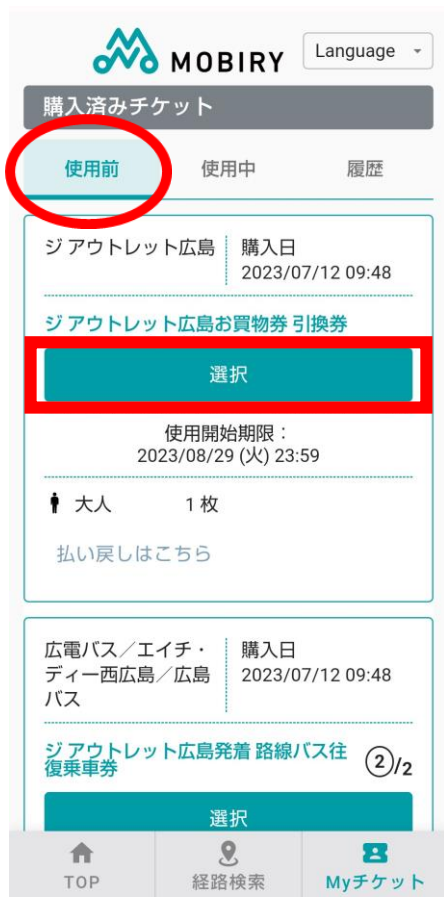 MOBIRY
Language
購入済みチケット
使用前 使用中 履歴
ジ アウトレット広島
購入日
2023/07/12 09:48
ジ アウトレット広島お買物券 引換券
選択
使用開始期限：
2023/08/29 (火) 23:59
大人 1 枚
払い戻しはこちら
広電バス／エイチ・
ディー西広島／広島
バス
購入日
2023/07/12 09:48
ジ アウトレット広島発着 路線バス往
復乗車券
②/2
選択
TOP 経路検索 Myチケット